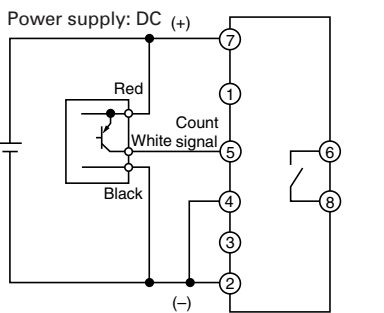 Power supply: DC (+)
7
Red
1
Count
White signal
5
6
Black
4
8
3
2
(–)